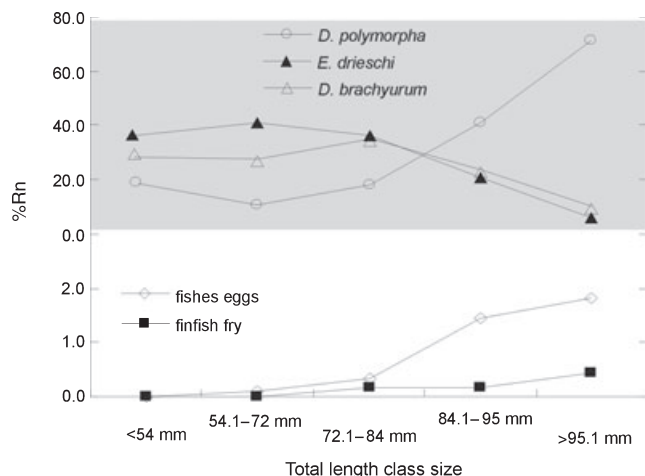 80.0
60.0
40.0
20.0
0.0
2.0
1.0
0.0
%Rn
D. polymorpha
E. drieschi
D. brachyurum
fishes eggs
finfish fry
<54 mm
54.1–72 mm
72.1–84 mm
84.1–95 mm
>95.1 mm
Total length class size